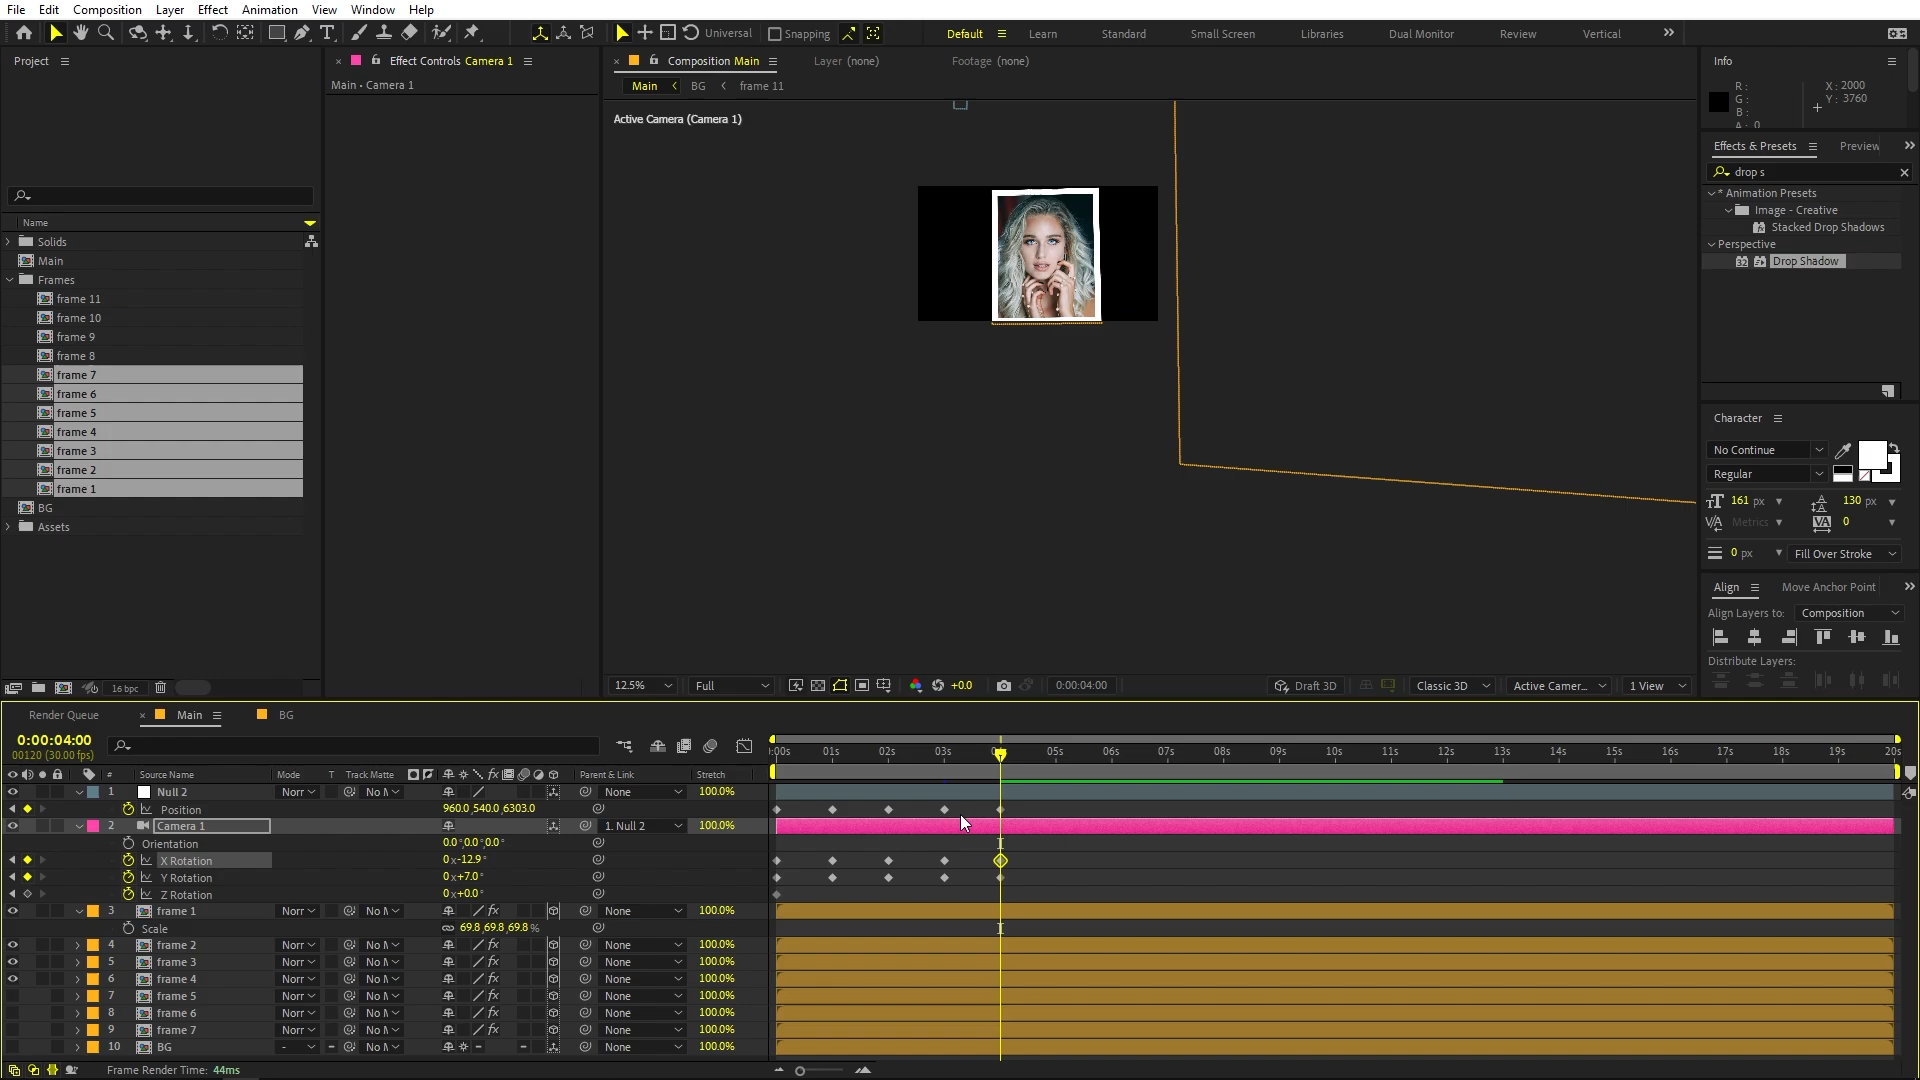 File Edit Composition Layer Effect Animation View Window Help
Universal Snapping Default Learn Standard Small Screen Libraries Dual Monitor Review Vertical
Project
Effect Controls Camera 1
Main • Camera 1
Composition Main Layer (none) Footage (none)
Main BG frame 11
Active Camera (Camera 1)
Name
Solids
Main
Frames
frame 11
frame 10
frame 9
frame 8
frame 7
frame 6
frame 5
frame 4
frame 3
frame 2
frame 1
BG
Assets
16 bpc
12.5% Full +0.0 0:00:04:00 Draft 3D Classic 3D Active Camer... 1 View
Info
R :
G :
B :
A : 0
X : 2000
Y : 3760
Effects & Presets Preview
drop s
* Animation Presets
Image - Creative
Stacked Drop Shadows
Perspective
Drop Shadow
Character
No Continue
Regular
161 px 130 px
Metrics 0
0 px Fill Over Stroke
Align Move Anchor Point
Align Layers to: Composition
Distribute Layers:
Render Queue Main BG
0:00:04:00
00120 (30.00 fps)
:00s 01s 02s 03s 05s 06s 07s 08s 09s 10s 11s 12s 13s 14s 15s 16s 17s 18s 19s 20s
# Source Name Mode T Track Matte fx Parent & Link Stretch
1 Null 2 Norr No M None 100.0%
Position 960.0,540.0,6303.0
2 Camera 1 1. Null 2 100.0%
Orientation 0.0°,0.0°,0.0°
X Rotation 0x-12.9°
Y Rotation 0x+7.0°
Z Rotation 0x+0.0°
3 frame 1 Norr No M fx None 100.0%
Scale 69.8,69.8,69.8%
4 frame 2 Norr No M fx None 100.0%
5 frame 3 Norr No M fx None 100.0%
6 frame 4 Norr No M fx None 100.0%
7 frame 5 Norr No M fx None 100.0%
8 frame 6 Norr No M fx None 100.0%
9 frame 7 Norr No M fx None 100.0%
10 BG - No M None 100.0%
Frame Render Time: 44ms